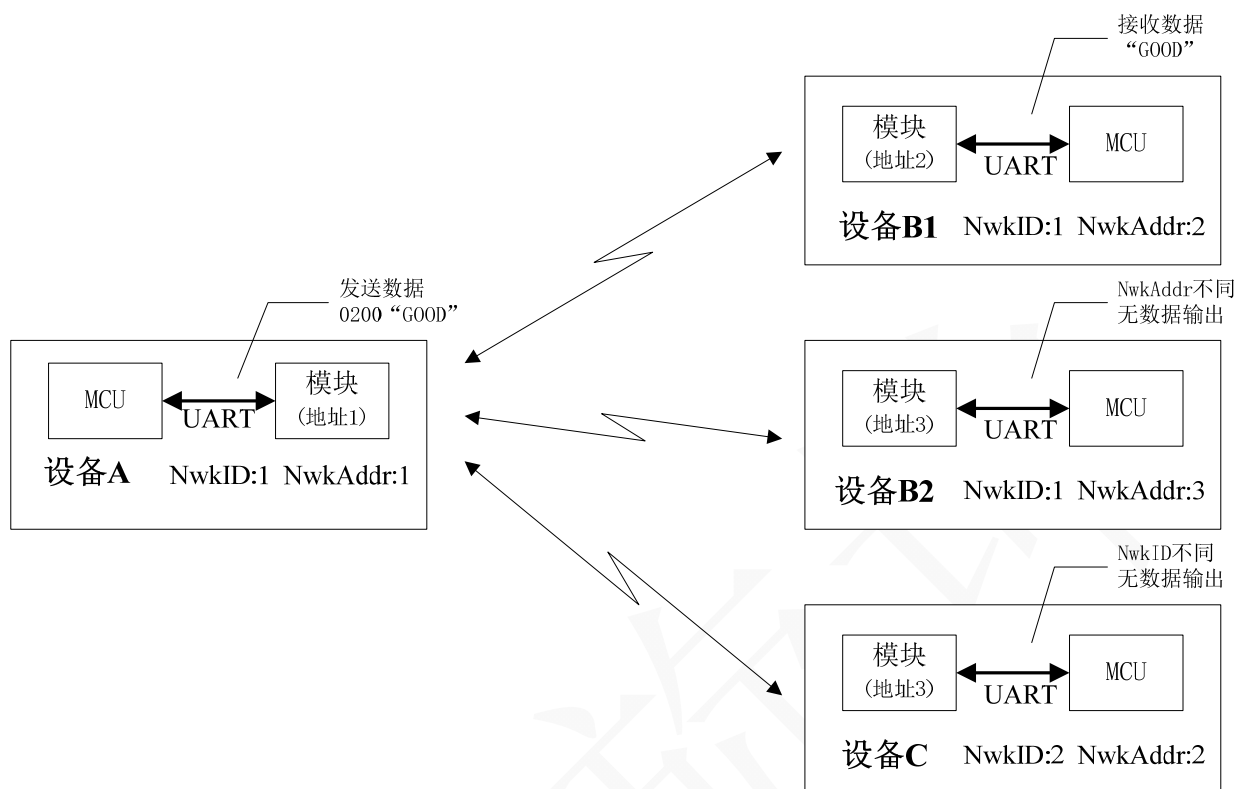 接收数据
“GOOD”
模块
(地址2)
UART
MCU
设备B1 NwkID:1 NwkAddr:2
发送数据
0200 “GOOD”
MCU
UART
模块
(地址1)
设备A NwkID:1 NwkAddr:1
NwkAddr不同
无数据输出
模块
(地址3)
UART
MCU
设备B2 NwkID:1 NwkAddr:3
NwkID不同
无数据输出
模块
(地址3)
UART
MCU
设备C NwkID:2 NwkAddr:2